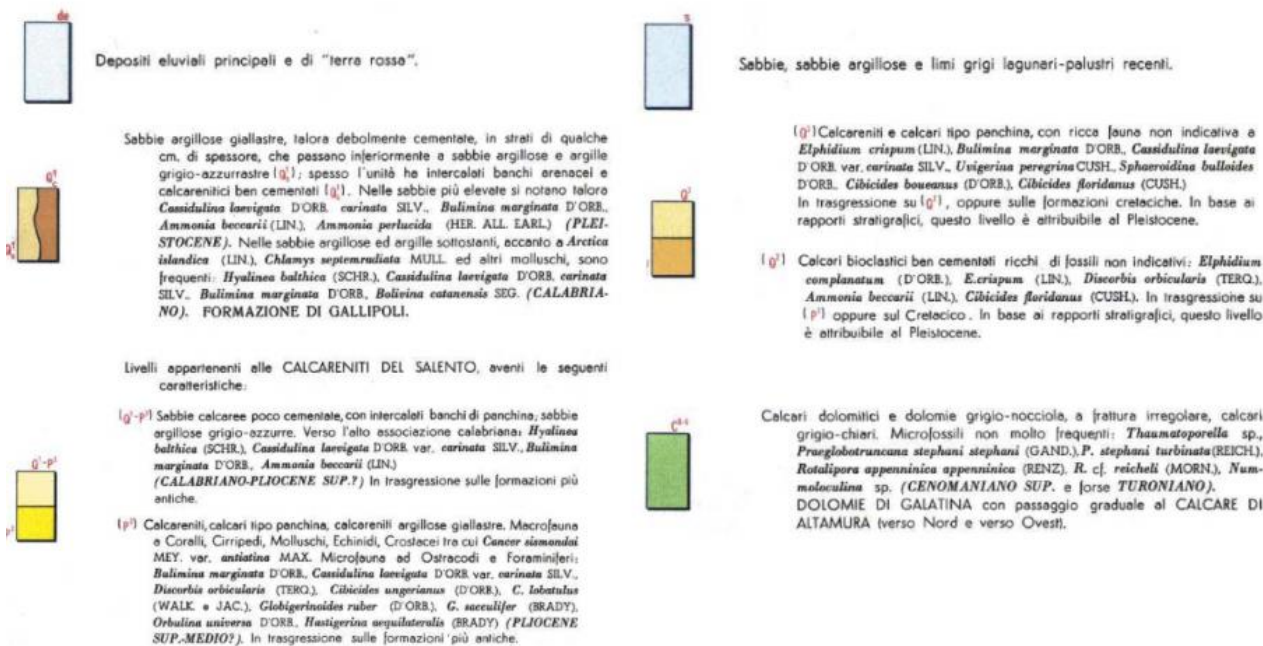 de
Depositi eluviali principali e di "terra rossa".
Sabbie argillose giallastre, talora debolmente cementate, in strati di qualche
cm. di spessore, che passano inferiormente a sabbie argillose e argille
grigio-azzurrastre (Q¹); spesso l'unità ha intercalati banchi arenacei e
calcarenitici ben cementati (Q¹). Nelle sabbie più elevate si notano talora
Cassidulina laevigata D'ORB. carinata SILV., Bulimina marginata D'ORB.,
Ammonia beccarii (LIN.), Ammonia perlucida (HER. ALL. EARL.) (PLEI-
STOCENE). Nelle sabbie argillose ed argille sottostanti, accanto a Arctica
islandica (LIN.), Chlamys septemradiata MULL. ed altri molluschi, sono
frequenti: Hyalinea balthica (SCHR.), Cassidulina laevigata D'ORB. carinata
SILV., Bulimina marginata D'ORB., Bolivina catanensis SEG. (CALABRIA-
NO). FORMAZIONE DI GALLIPOLI.
Livelli appartenenti alle CALCARENITI DEL SALENTO, aventi le seguenti
caratteristiche:
Q¹-P³
(Q¹-P³) Sabbie calcaree poco cementate, con intercalati banchi di panchina; sabbie
argillose grigio-azzurre. Verso l'alto associazione calabriana: Hyalinea
balthica (SCHR.), Cassidulina laevigata D'ORB. var. carinata SILV., Bulimina
marginata D'ORB., Ammonia beccarii (LIN.)
(CALABRIANO-PLIOCENE SUP.?) In trasgressione sulle formazioni più
antiche.
(P³) Calcareniti, calcari tipo panchina, calcareniti argillose giallastre. Macrofauna
a Coralli, Cirripedi, Molluschi, Echinidi, Crostacei tra cui Cancer sismondai
MEY. var. antiatina MAX. Microfauna ad Ostracodi e Foraminiferi:
Bulimina marginata D'ORB., Cassidulina laevigata D'ORB. var. carinata SILV.,
Discorbis orbicularis (TERQ.), Cibicides ungerianus (D'ORB.), C. lobatulus
(WALK. e JAC.), Globigerinoides ruber (D'ORB.), G. sacculifer (BRADY),
Orbulina universa D'ORB., Hastigerina aequilateralis (BRADY) (PLIOCENE
SUP.-MEDIO?). In trasgressione sulle formazioni più antiche.
s
Sabbie, sabbie argillose e limi grigi lagunari-palustri recenti.
(Q²) Calcareniti e calcari tipo panchina, con ricca fauna non indicativa a
Elphidium crispum (LIN.), Bulimina marginata D'ORB., Cassidulina laevigata
D'ORB. var. carinata SILV., Uvigerina peregrina CUSH., Sphaeroidina bulloides
D'ORB., Cibicides boueanus (D'ORB.), Cibicides floridanus (CUSH.)
In trasgressione su (Q¹), oppure sulle formazioni cretaciche. In base ai
rapporti stratigrafici, questo livello è attribuibile al Pleistocene.
Calcari bioclastici ben cementati ricchi di fossili non indicativi: Elphidium
complanatum (D'ORB.), E. crispum (LIN.), Discorbis orbicularis (TERQ.),
Ammonia beccarii (LIN.), Cibicides floridanus (CUSH.). In trasgressione su
(P³) oppure sul Cretacico. In base ai rapporti stratigrafici, questo livello
è attribuibile al Pleistocene.
Calcari dolomitici e dolomie grigio-nocciola, a frattura irregolare, calcari
grigio-chiari. Microfossili non molto frequenti: Thaumatoporella sp.,
Praeglobotruncana stephani stephani (GAND.), P. stephani turbinata (REICH.),
Rotalipora appenninica appenninica (RENZ), R. cf. reicheli (MORN.), Num-
moloculina sp. (CENOMANIANO SUP. e forse TURONIANO).
DOLOMIE DI GALATINA con passaggio graduale al CALCARE DI
ALTAMURA (verso Nord e verso Ovest).